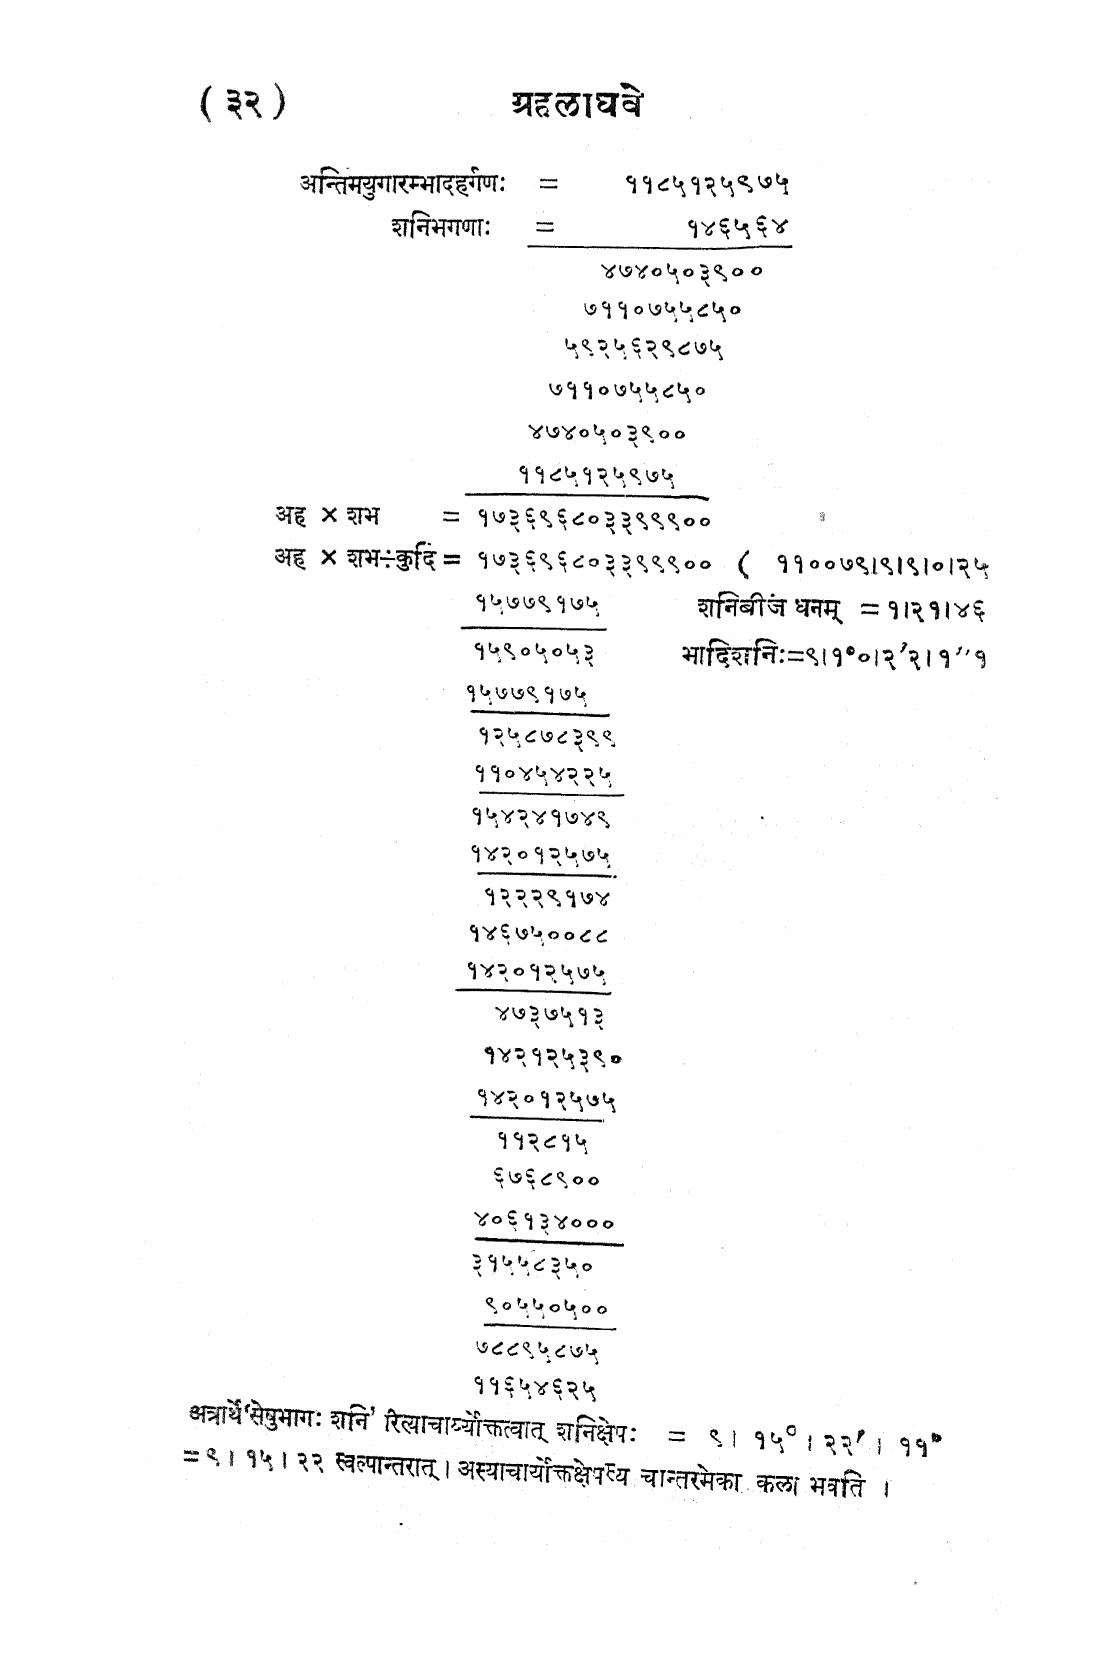 ( ३२ ) ग्रहलाघवे
अन्तिमयुगारम्भादहर्गणः = ११८५१२५९७५
शनिभगणाः = १४६५६४
४७४०५०३९००
७११०७५५८५०
५९२५६२९८७५
७११०७५५८५०
४७४०५०३९००
११८५१२५९७५
अह × शभ = १७३६९६८०३३९९९००
अह × शभ÷कुदिं = १७३६९६८०३३९९९०० ( ११००७९।९।९।०।२५
१५७७९१७५ शनिबीजं धनम् = १।२१।४६
१५९०५०५३ भादिशनिः=९।१°०।२′२।१′′१
१५७७९१७५
१२५८७८३९९
११०४५४२२५
१५४२४१७४९
१४२०१२५७५
१२२२९१७४
१४६७५००८८
१४२०१२५७५
४७३७५१३
१४२१२५३९०
१४२०१२५७५
११२८१५
६७६८९००
४०६१३४०००
३१५५८३५०
९०५५०५००
७८८९५८७५
११६५४६२५
अत्रार्थे‘सेषुभागः शनि’ रित्याचार्य्योक्तत्वात् शनिक्षेपः = ९। १५° । २२′ । ११"
= ९ । १५ । २२ स्वल्पान्तरात् । अस्याचार्योक्तक्षेपस्य चान्तरमेका कला भवति ।